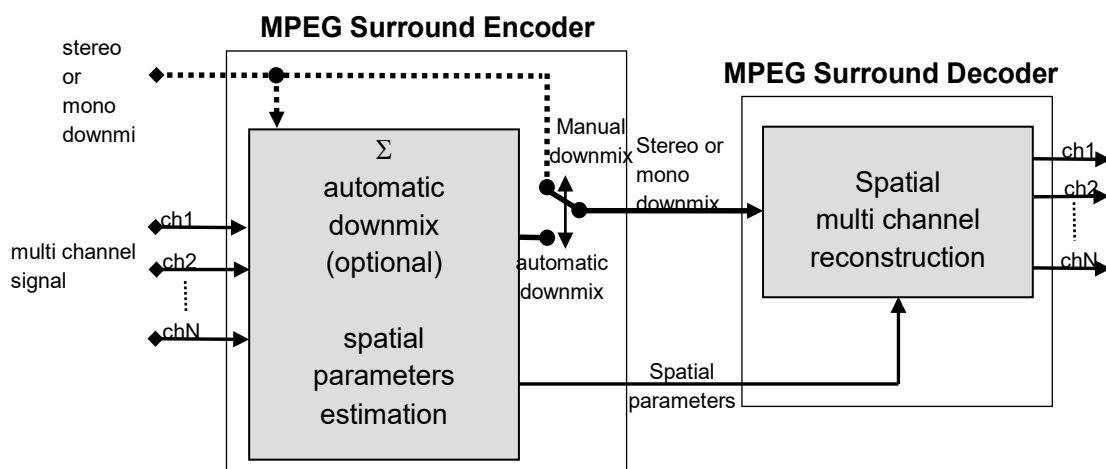 MPEG Surround Encoder
stereo
or
mono
downmi
MPEG Surround Decoder
Σ
automatic
downmix
(optional)
spatial
parameters
estimation
multi channel
signal
ch1
ch2
chN
Manual
downmix
automatic
downmix
Stereo or
mono
downmix
Spatial
parameters
Spatial
multi channel
reconstruction
ch1
ch2
chN